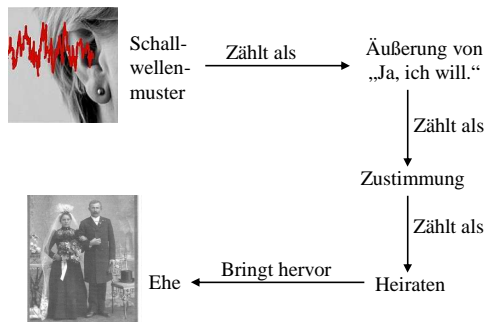 Schall-
wellen-
muster
Zählt als
Äußerung von
„Ja, ich will.“
Zählt als
Zustimmung
Zählt als
Heiraten
Bringt hervor
Ehe